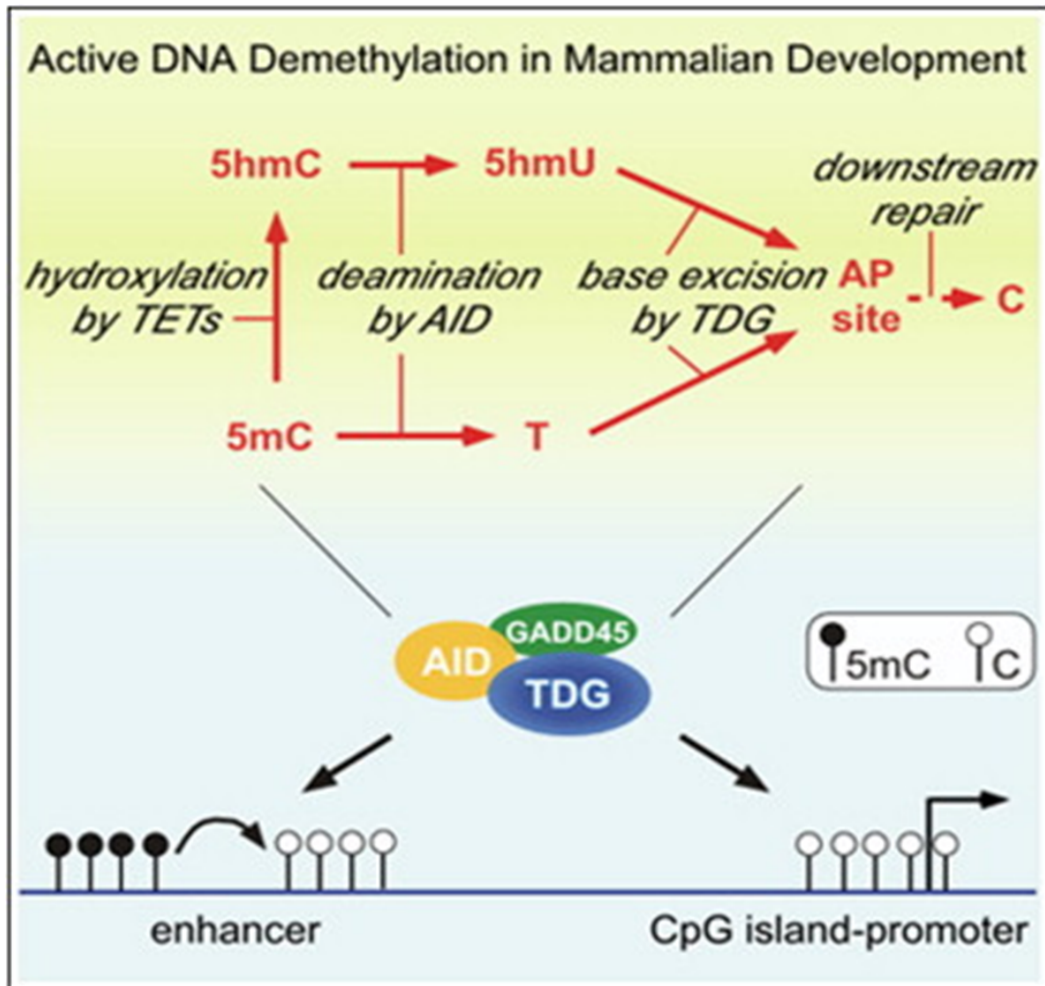 Active DNA Demethylation in Mammalian Development
5hmC
5hmU
downstream
repair
hydroxylation
by TETs
deamination
by AID
base excision
by TDG
AP
site
C
5mC
T
AID
GADD45
TDG
5mC
C
enhancer
CpG island-promoter